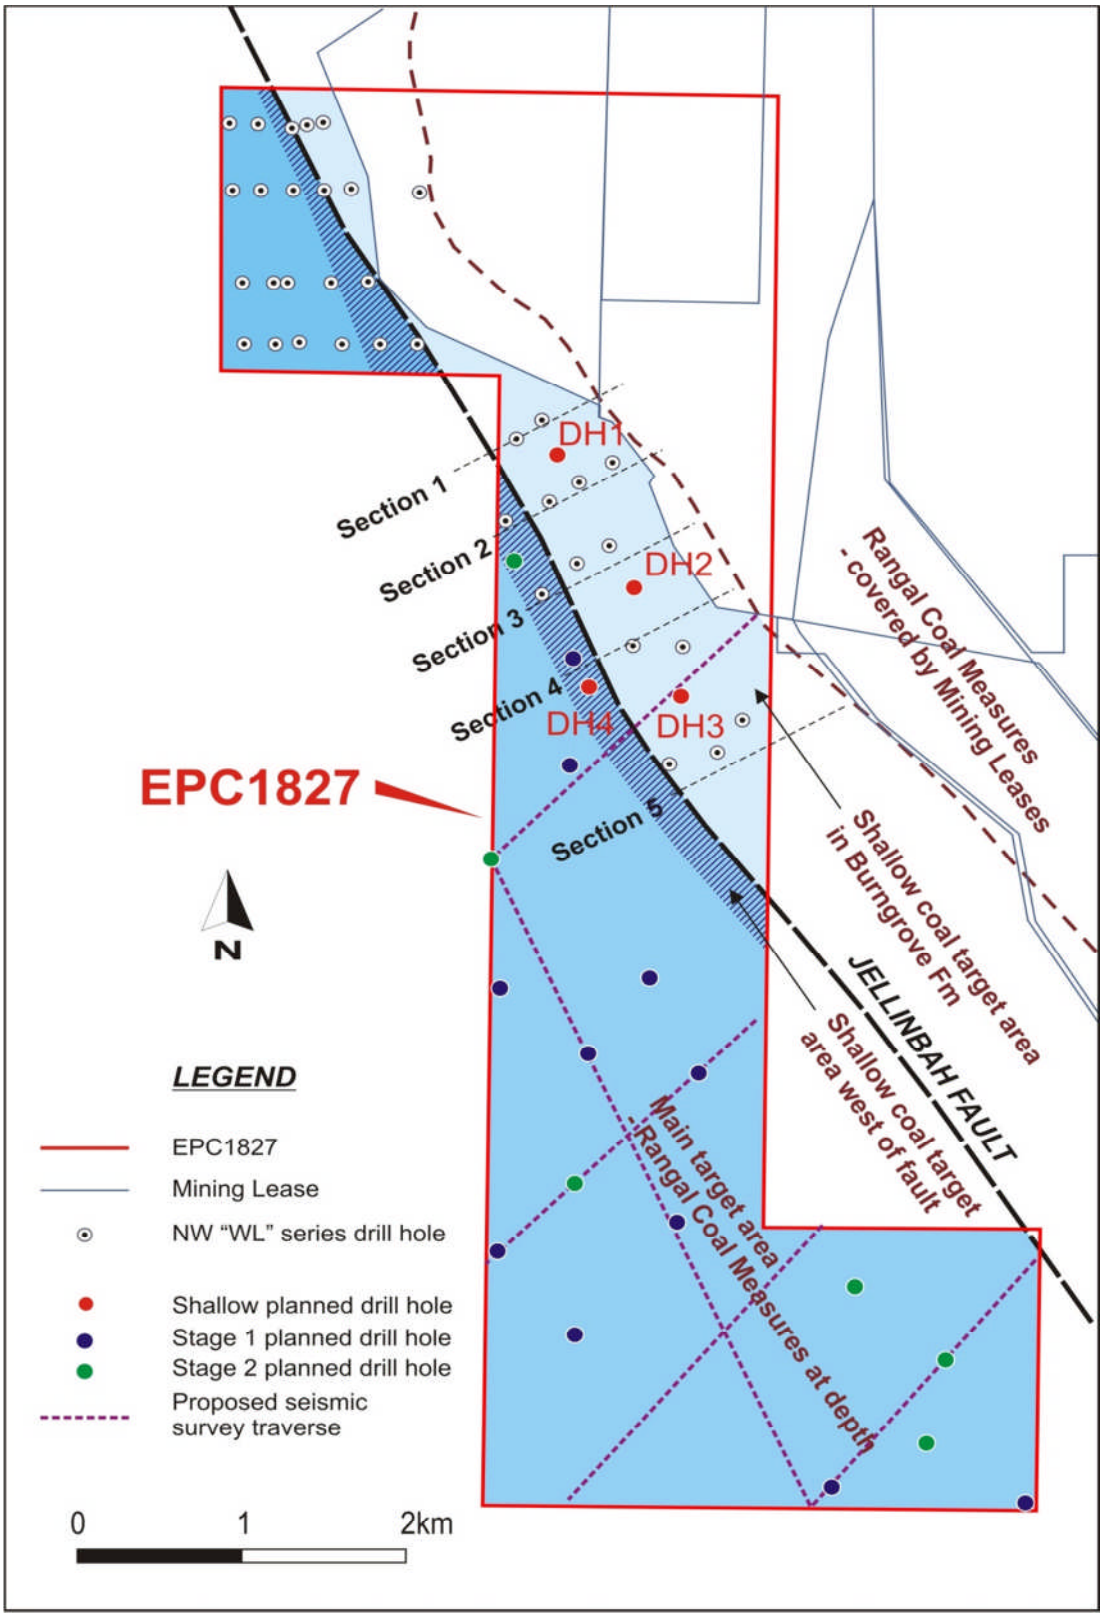 DH1
Section 1
Section 2
DH2
Section 3
Section 4
DH4
DH3
EPC1827
Section 5
N
Rangal Coal Measures
- covered by Mining Leases
Shallow coal target area
in Burngrove Fm
JELLINBAH FAULT
Shallow coal target
area west of fault
Main target area
- Rangal Coal Measures at depth
LEGEND
EPC1827
Mining Lease
NW “WL” series drill hole
Shallow planned drill hole
Stage 1 planned drill hole
Stage 2 planned drill hole
Proposed seismic
survey traverse
0 1 2km